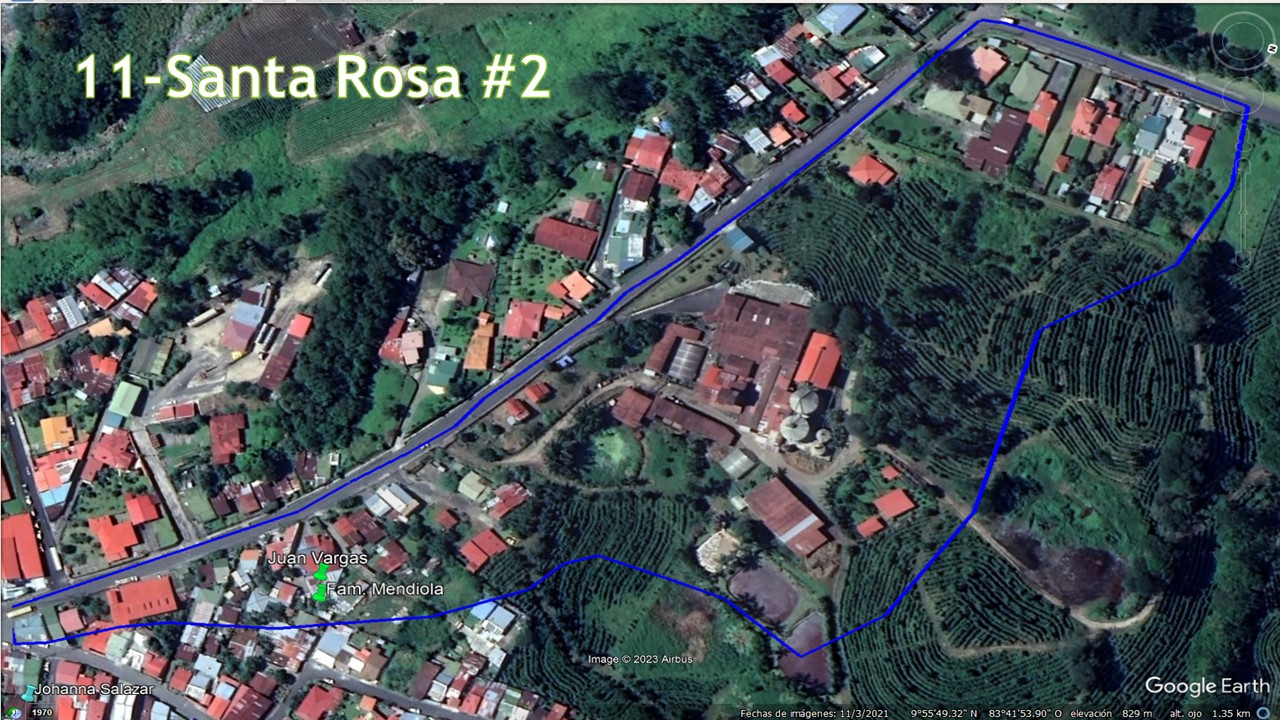 11-Santa Rosa #2
Juan Vargas
Fam. Mendiola
Image © 2023 Airbus
Johanna Salazar
Google Earth
1970
Fechas de imágenes: 11/3/2021 9°55'49.32" N 83°41'53.90" O elevación 829 m alt. ojo 1.35 km